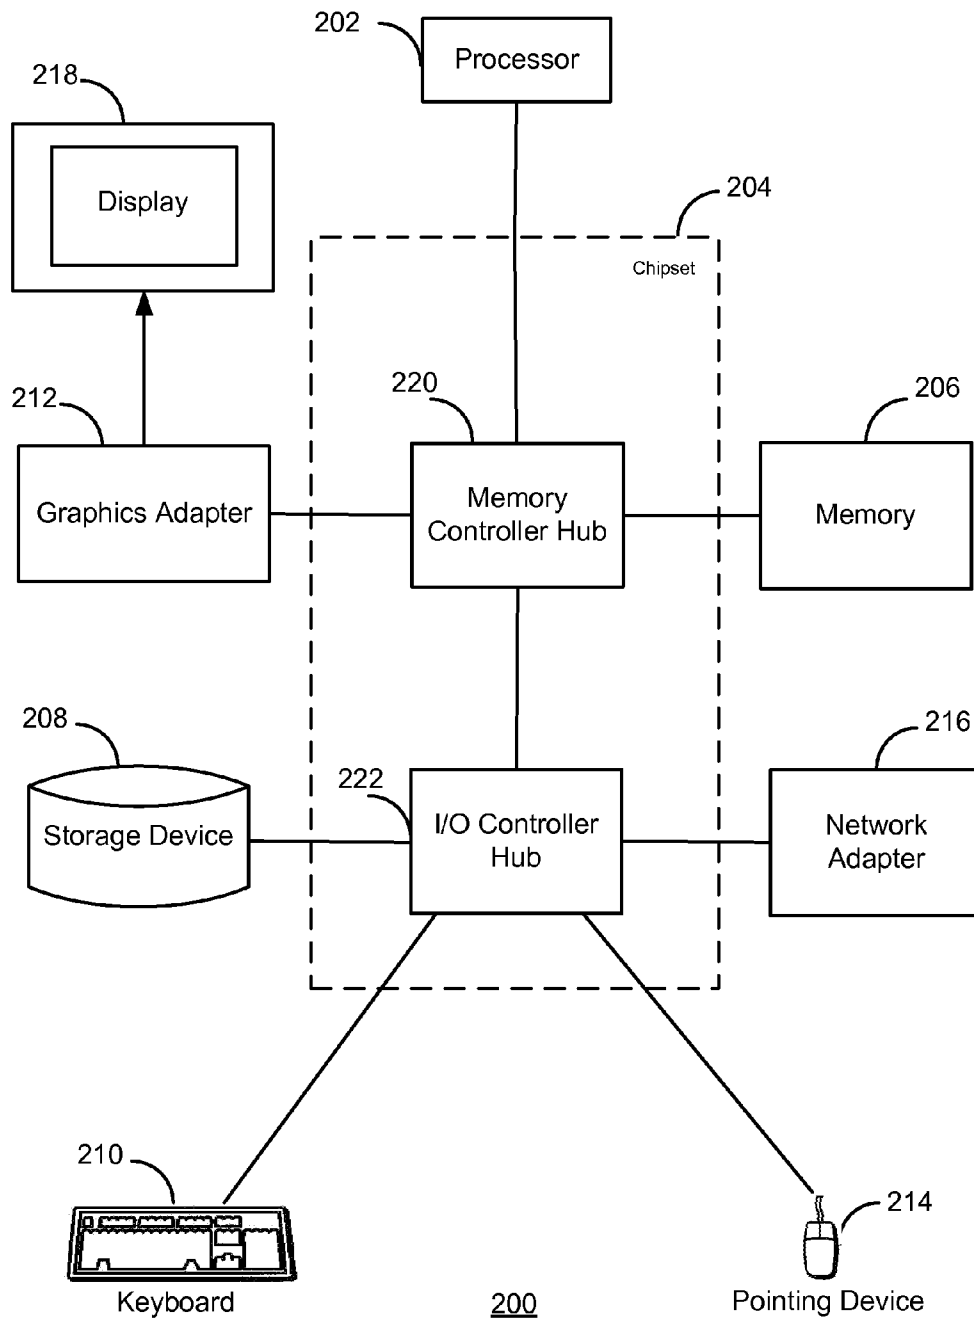 202
Processor
218
Display
204
Chipset
212
Graphics Adapter
220
Memory
Controller Hub
206
Memory
208
Storage Device
222
I/O Controller
Hub
216
Network
Adapter
210
Keyboard
200
214
Pointing Device